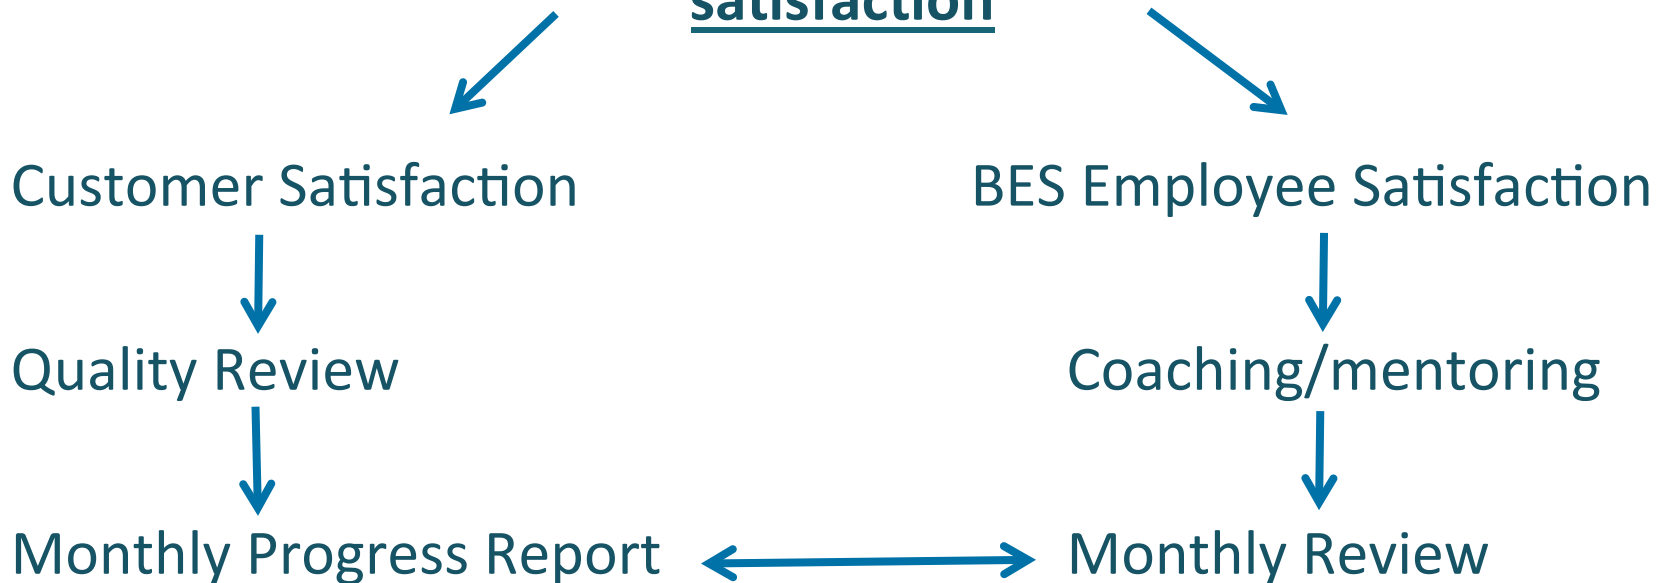 satisfaction
Customer Satisfaction
BES Employee Satisfaction
Quality Review
Coaching/mentoring
Monthly Progress Report
Monthly Review